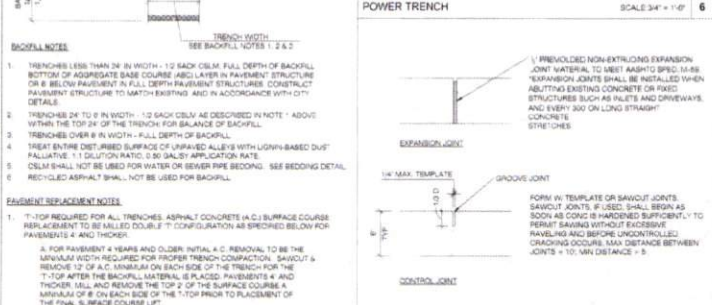 TRENCH WIDTH
SEE BACKFILL NOTES 1, 2 & 3
BACKFILL NOTES
1. TRENCHES LESS THAN 24" IN WIDTH - 1/2 SACK CSLM, FULL DEPTH OF BACKFILL
BOTTOM OF AGGREGATE BASE COURSE (ABC) LAYER IN PAVEMENT STRUCTURE
OR 8' BELOW PAVEMENT IN FULL DEPTH PAVEMENT STRUCTURES. CONSTRUCT
PAVEMENT STRUCTURE TO MATCH EXISTING AND IN ACCORDANCE WITH CITY
DETAILS.
2. TRENCHES 24" TO 8' IN WIDTH - 1/2 SACK CSLM AS DESCRIBED IN NOTE 1 ABOVE
WITHIN THE TOP 24" OF THE TRENCH; FOR BALANCE OF BACKFILL
3. TRENCHES OVER 8' IN WIDTH - FULL DEPTH OF BACKFILL
4. TREAT ENTIRE DISTURBED SURFACE OF UNPAVED ALLEYS WITH LIGNIN-BASED DUST
PALLIATIVE, 1:1 DILUTION RATIO, 0.50 GAL/SY APPLICATION RATE.
5. CSLM SHALL NOT BE USED FOR WATER OR SEWER PIPE BEDDING. SEE BEDDING DETAIL
6. RECYCLED ASPHALT SHALL NOT BE USED FOR BACKFILL
PAVEMENT REPLACEMENT NOTES
1. 'T'-TOP REQUIRED FOR ALL TRENCHES. ASPHALT CONCRETE (A.C.) SURFACE COURSE
REPLACEMENT TO BE MILLED DOUBLE 'T' CONFIGURATION AS SPECIFIED BELOW FOR
PAVEMENTS 4" AND THICKER.
A. FOR PAVEMENT 4 YEARS AND OLDER: INITIAL A.C. REMOVAL TO BE THE
MINIMUM WIDTH REQUIRED FOR PROPER TRENCH COMPACTION. SAWCUT &
REMOVE 12" OF A.C. MINIMUM ON EACH SIDE OF THE TRENCH FOR THE
'T'-TOP AFTER THE BACKFILL MATERIAL IS PLACED. PAVEMENTS 4" AND
THICKER, MILL AND REMOVE THE TOP 2" OF THE SURFACE COURSE A
MINIMUM OF 6' ON EACH SIDE OF THE T-TOP PRIOR TO PLACEMENT OF
THE FINAL SURFACE COURSE LIFT
POWER TRENCH
SCALE 3/4" = 1'-0"
6
PREMOLDED NON-EXTRUDING EXPANSION
JOINT MATERIAL TO MEET AASHTO SPEC. M-59.
"EXPANSION JOINTS SHALL BE INSTALLED WHEN
ABUTTING EXISTING CONCRETE OR FIXED
STRUCTURES SUCH AS INLETS AND DRIVEWAYS,
AND EVERY 300 ON LONG STRAIGHT"
CONCRETE
STRETCHES
EXPANSION JOINT
1/4" MAX. TEMPLATE
GROOVE JOINT
1/3 D
6"
TYP
FORM W/ TEMPLATE OR SAWCUT JOINTS.
SAWCUT JOINTS, IF USED, SHALL BEGIN AS
SOON AS CONC IS HARDENED SUFFICIENTLY TO
PERMIT SAWING WITHOUT EXCESSIVE
RAVELING AND BEFORE UNCONTROLLED
CRACKING OCCURS. MAX DISTANCE BETWEEN
JOINTS = 10'; MIN DISTANCE = 5
CONTROL JOINT